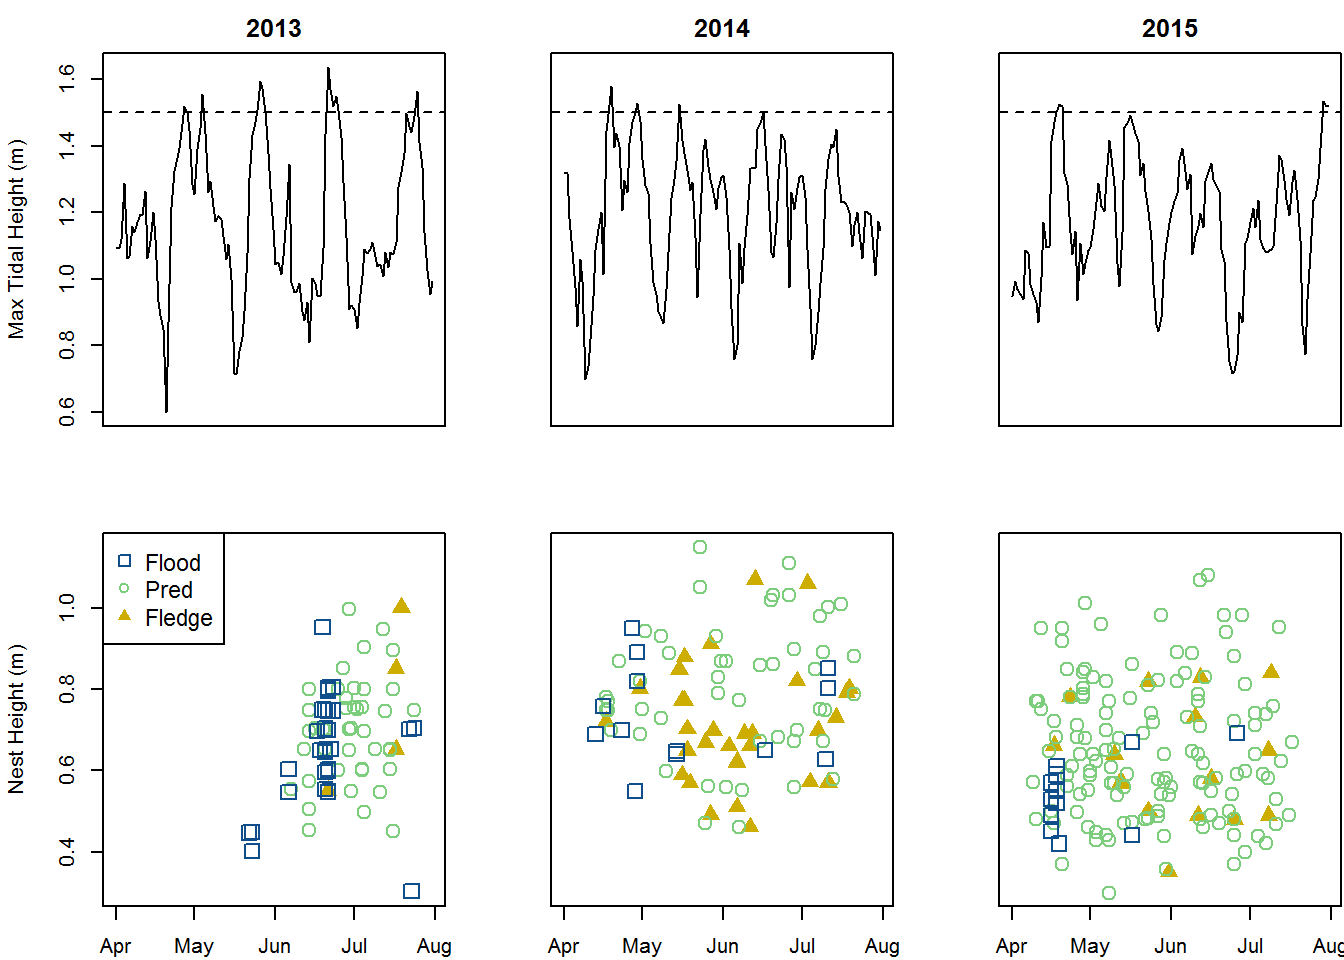 2013
2014
2015
Max Tidal Height (m)
1.6
1.4
1.2
1.0
0.8
0.6
Nest Height (m)
1.0
0.8
0.6
0.4
Flood
Pred
Fledge
Apr May Jun Jul Aug
Apr May Jun Jul Aug
Apr May Jun Jul Aug